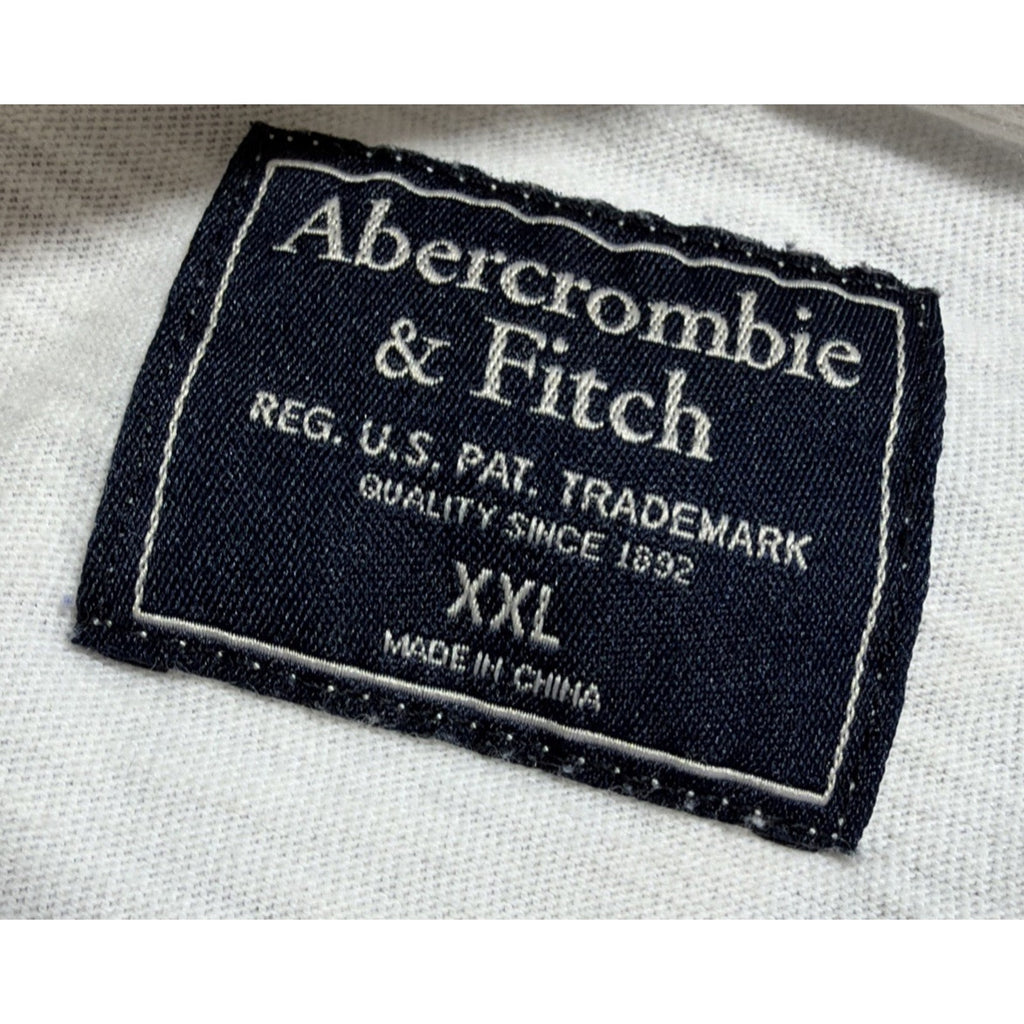 Abercrombie
& Fitch
REG. U.S. PAT. TRADEMARK
QUALITY SINCE 1892
XXL
MADE IN CHINA